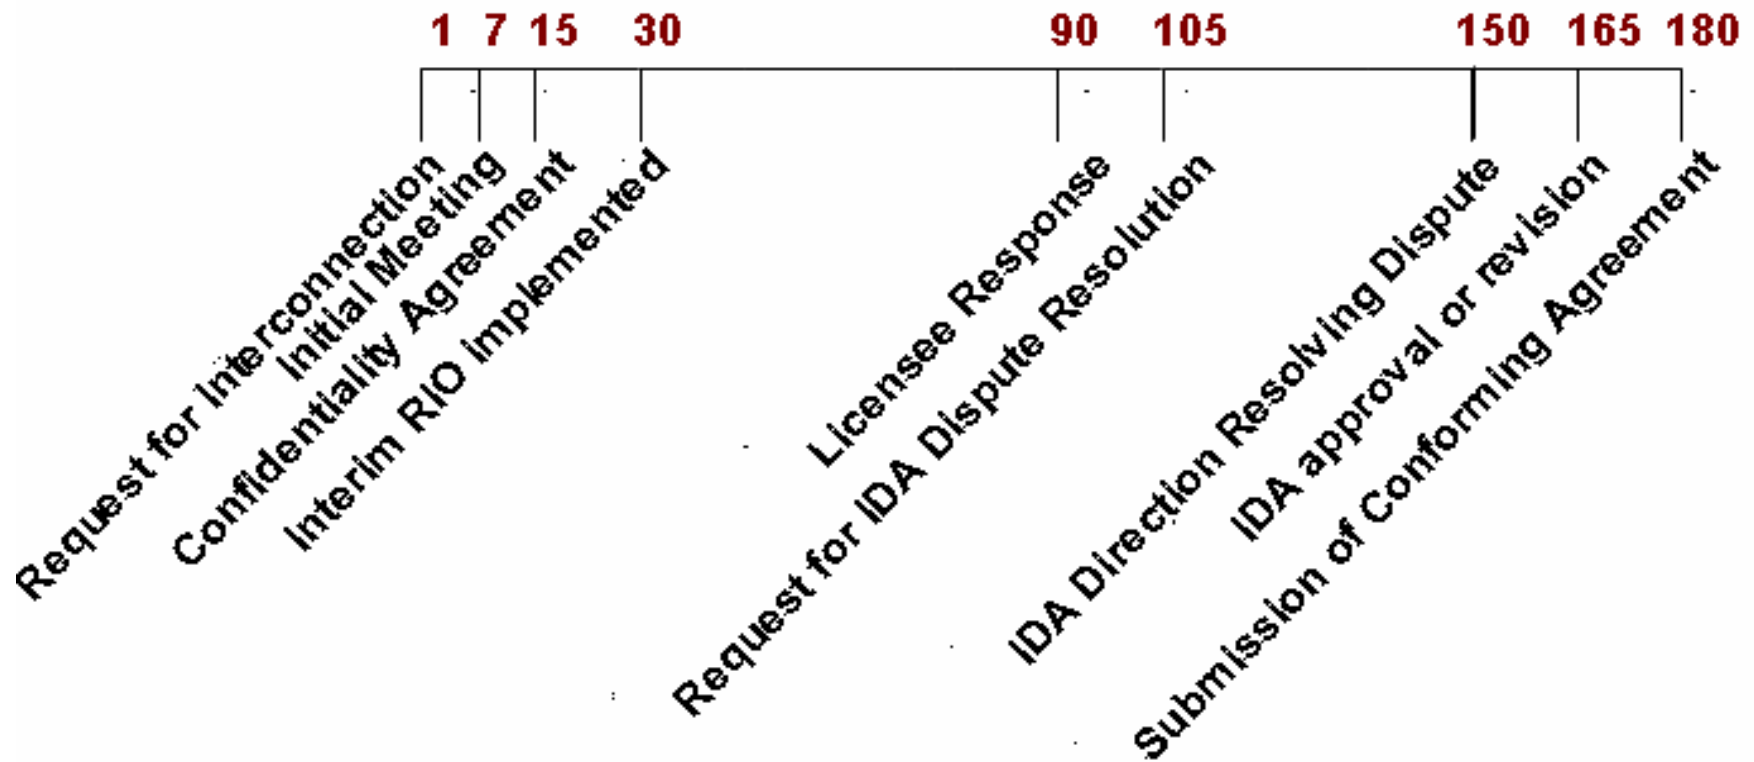 1 7 15 30 90 105 150 165 180
Request for Interconnection
Initial Meeting
Confidentiality Agreement
Interim RIO implemented
Licensee Response
Request for IDA Dispute Resolution
IDA Direction Resolving Dispute
IDA approval or revision
Submission of Conforming Agreement